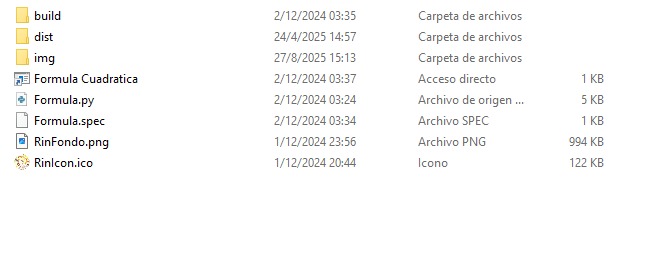 build 2/12/2024 03:35 Carpeta de archivos
dist 24/4/2025 14:57 Carpeta de archivos
img 27/8/2025 15:13 Carpeta de archivos
Formula Cuadratica 2/12/2024 03:37 Acceso directo 1 KB
Formula.py 2/12/2024 03:24 Archivo de origen ... 5 KB
Formula.spec 2/12/2024 03:34 Archivo SPEC 1 KB
RinFondo.png 1/12/2024 23:56 Archivo PNG 994 KB
RinIcon.ico 1/12/2024 20:44 Icono 122 KB